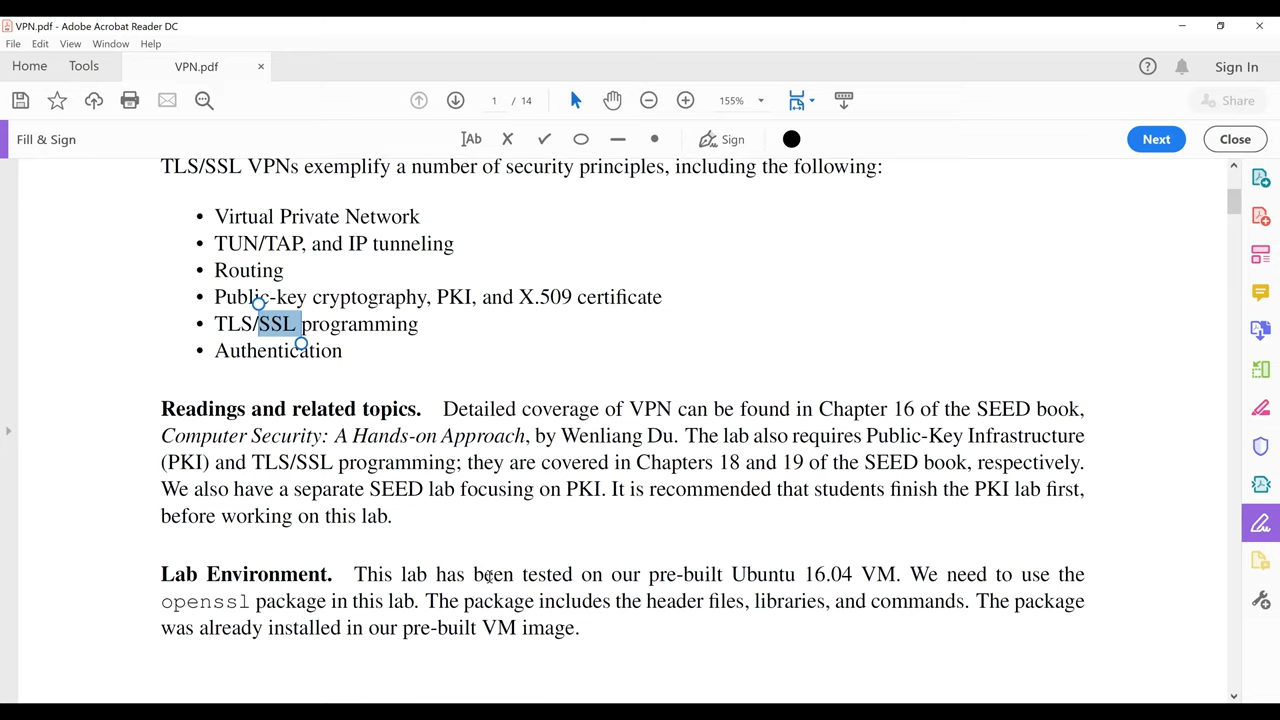 VPN.pdf - Adobe Acrobat Reader DC
File Edit View Window Help
Home Tools VPN.pdf × Sign In
1 / 14 155% Share
Fill & Sign Ab Sign Next Close
TLS/SSL VPNs exemplify a number of security principles, including the following:
• Virtual Private Network
• TUN/TAP, and IP tunneling
• Routing
• Public-key cryptography, PKI, and X.509 certificate
• TLS/SSL programming
• Authentication
Readings and related topics. Detailed coverage of VPN can be found in Chapter 16 of the SEED book,
Computer Security: A Hands-on Approach, by Wenliang Du. The lab also requires Public-Key Infrastructure
(PKI) and TLS/SSL programming; they are covered in Chapters 18 and 19 of the SEED book, respectively.
We also have a separate SEED lab focusing on PKI. It is recommended that students finish the PKI lab first,
before working on this lab.
Lab Environment. This lab has been tested on our pre-built Ubuntu 16.04 VM. We need to use the
openssl package in this lab. The package includes the header files, libraries, and commands. The package
was already installed in our pre-built VM image.